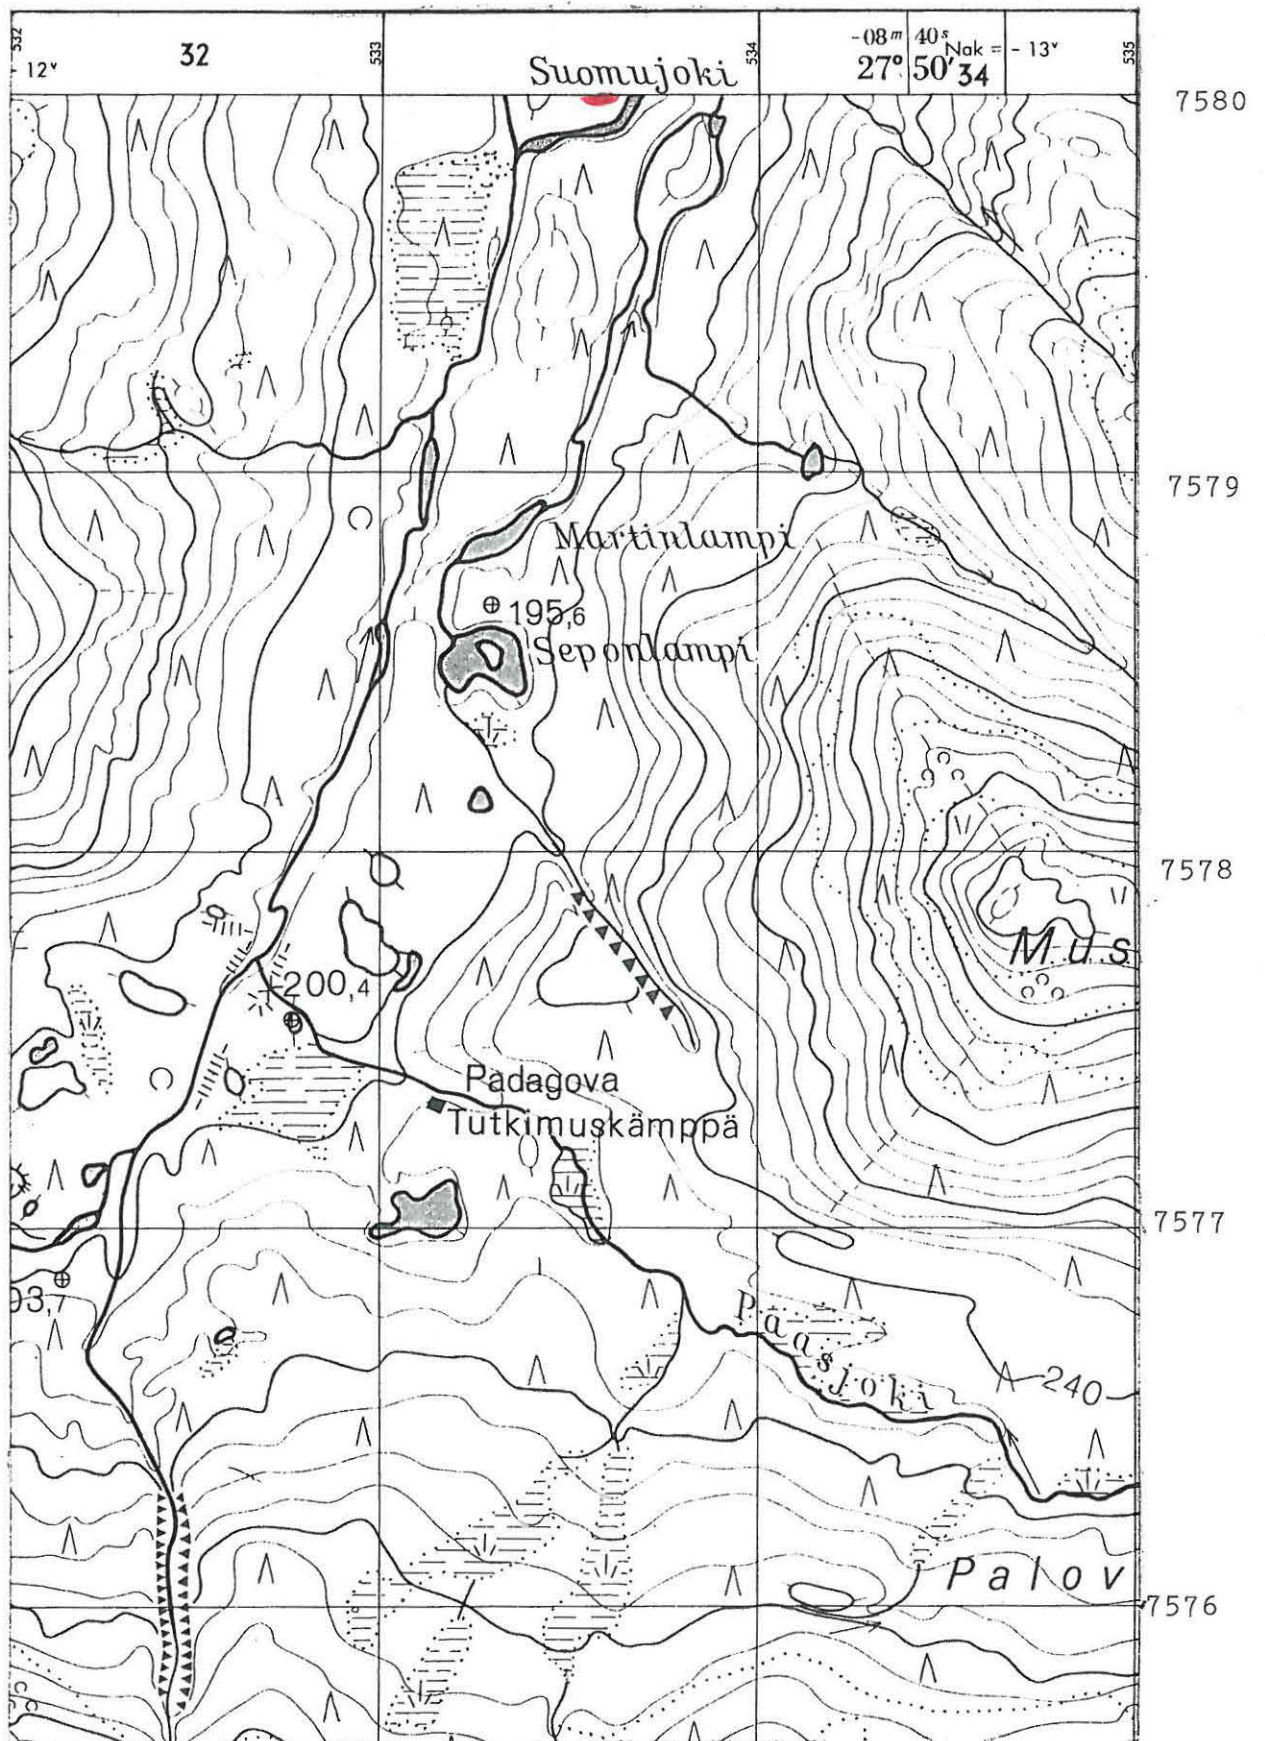 532
- 12ᵛ
32
533
Suomujoki
534
-08ᵐ 40ˢ
27° 50'
Nak = - 13ᵛ
34
535
7580
7579
Martinlampi
195,6
Seponlampi
7578
Mus
200,4
Padagova
Tutkimuskämppä
7577
93,7
Paasjoki
240
Palov
7576